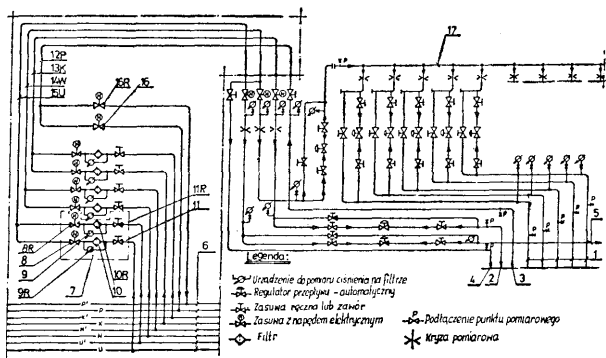 17
12P
13K
14W
15U
16R
16
11R
11
8R
8
9
9R
7
10R
10
6
5
1
4
2
3
P'
P
K'
K
W'
W
U'
U
Legenda:
Urządzenie do pomiaru ciśnienia na filtrze
Regulator przepływu - automatyczny
Zasuwa ręczna lub zawór
Zasuwa z napędem elektrycznym
Filtr
Podłączenie punktu pomiarowego
Kryza pomiarowa